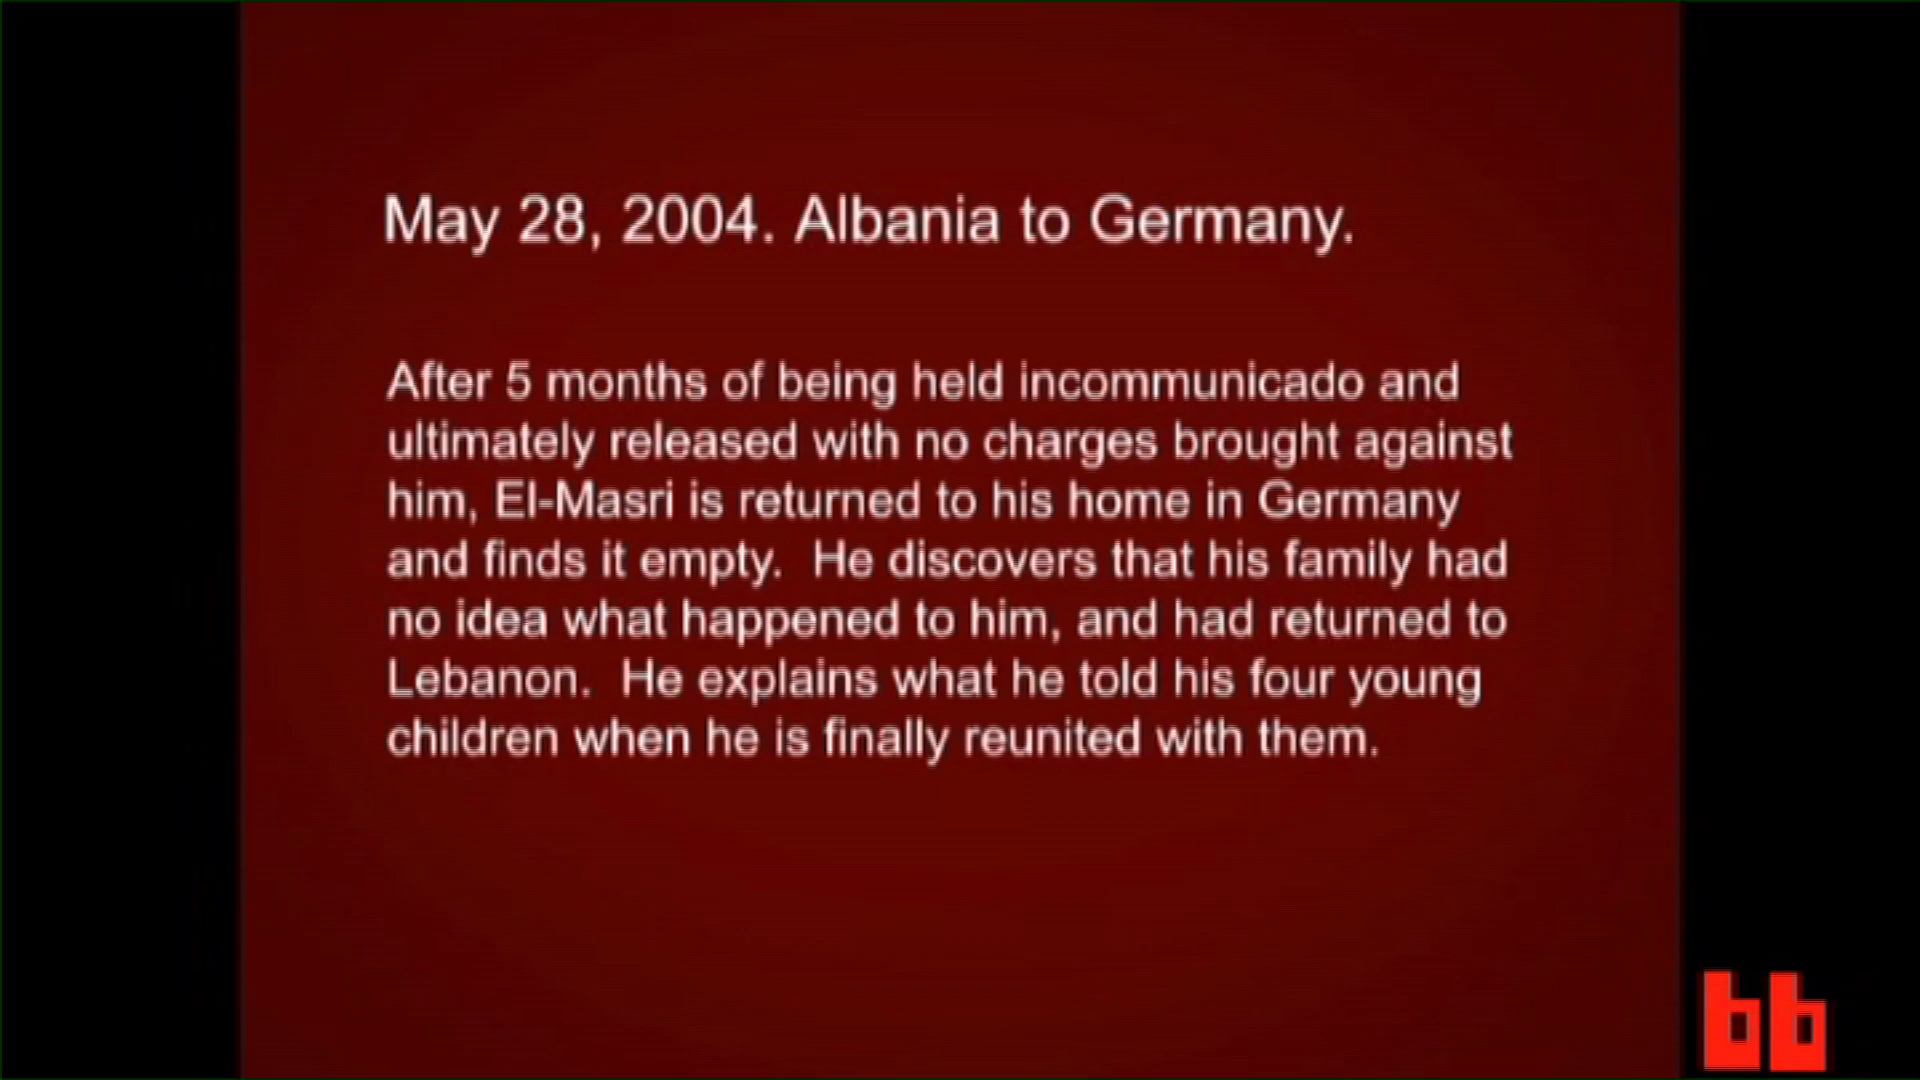 May 28, 2004. Albania to Germany.
After 5 months of being held incommunicado and
ultimately released with no charges brought against
him, El-Masri is returned to his home in Germany
and finds it empty.  He discovers that his family had
no idea what happened to him, and had returned to
Lebanon.  He explains what he told his four young
children when he is finally reunited with them.
bb